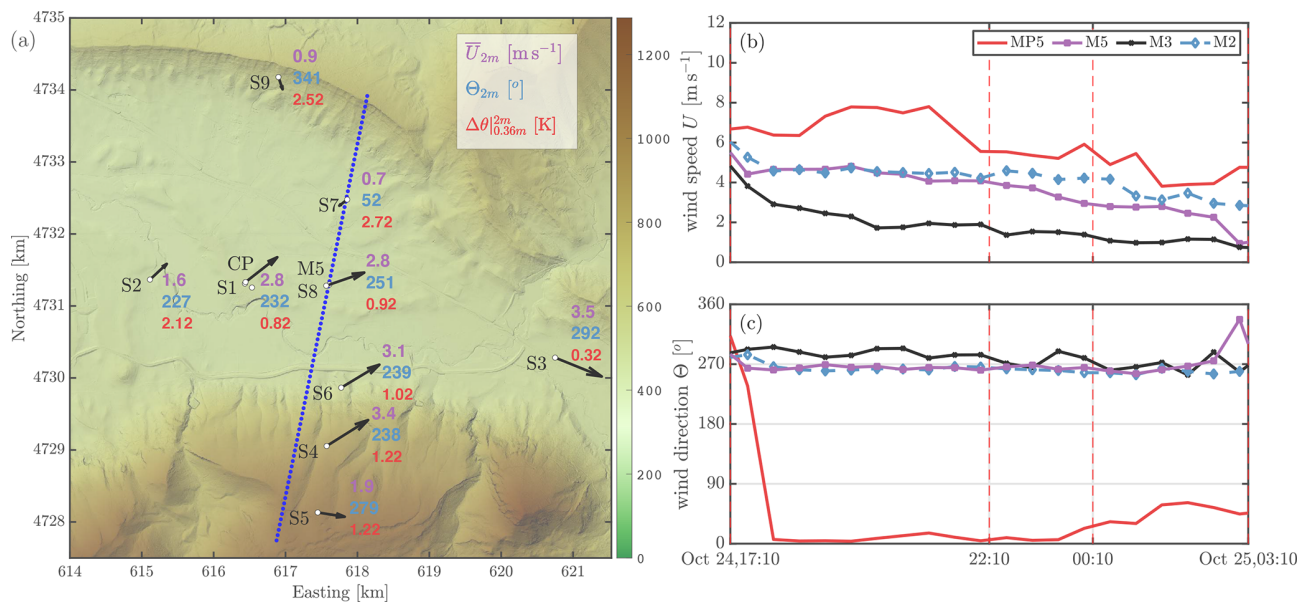 (a)
4735
4734
4733
4732
4731
4730
4729
4728
Northing [km]
614
615
616
617
618
619
620
621
Easting [km]
U̅2m [m s−1]
Θ2m [o]
Δθ|2m0.36m [K]
S9
0.9
341
2.52
S7
0.7
52
2.72
S2
1.6
227
2.12
CP
S1
2.8
232
0.82
M5
S8
2.8
251
0.92
S3
3.5
292
0.32
S6
3.1
239
1.02
S4
3.4
238
1.22
S5
1.9
279
1.22
1200
1000
800
600
400
200
0
(b)
MP5 M5 M3 M2
12
10
8
6
4
2
0
wind speed U [m s−1]
(c)
360
270
180
90
0
wind direction Θ [o]
Oct 24,17:10 22:10 00:10 Oct 25,03:10